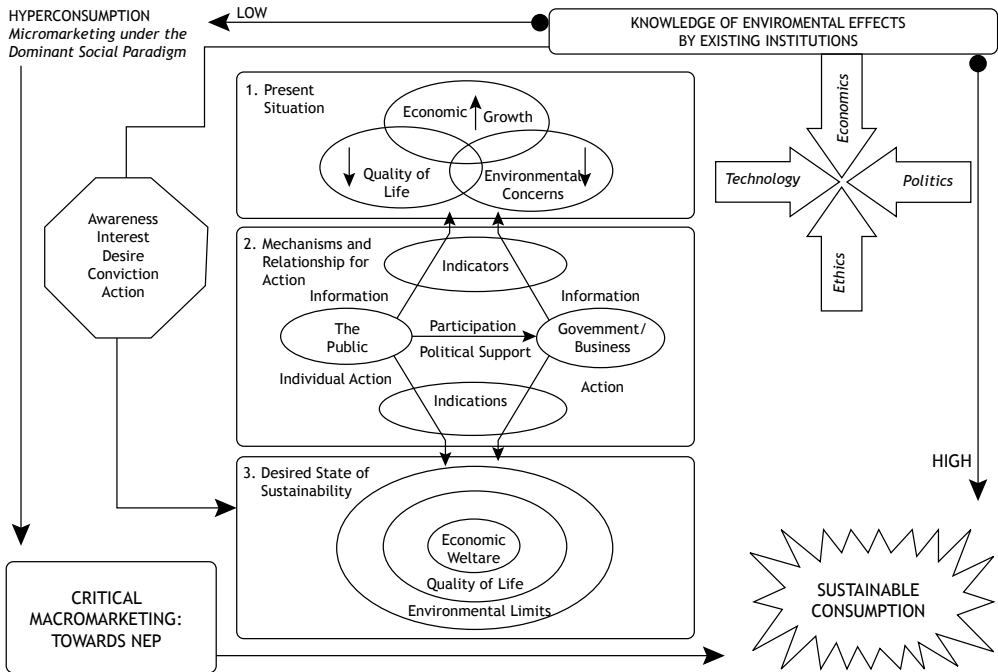 HYPERCONSUMPTION
Micromarketing under the
Dominant Social Paradigm
LOW
KNOWLEDGE OF ENVIROMENTAL EFFECTS
BY EXISTING INSTITUTIONS
1. Present
Situation
Economic
Growth
Quality of
Life
Environmental
Concerns
Economics
Technology
Politics
Ethics
Awareness
Interest
Desire
Conviction
Action
2. Mechanisms and
Relationship for
Action
Indicators
Information
Information
The
Public
Participation
Political Support
Govemment/
Business
Individual Action
Action
Indications
3. Desired State of
Sustainability
Economic
Weltare
Quality of Life
Environmental Limits
HIGH
CRITICAL
MACROMARKETING:
TOWARDS NEP
SUSTAINABLE
CONSUMPTION